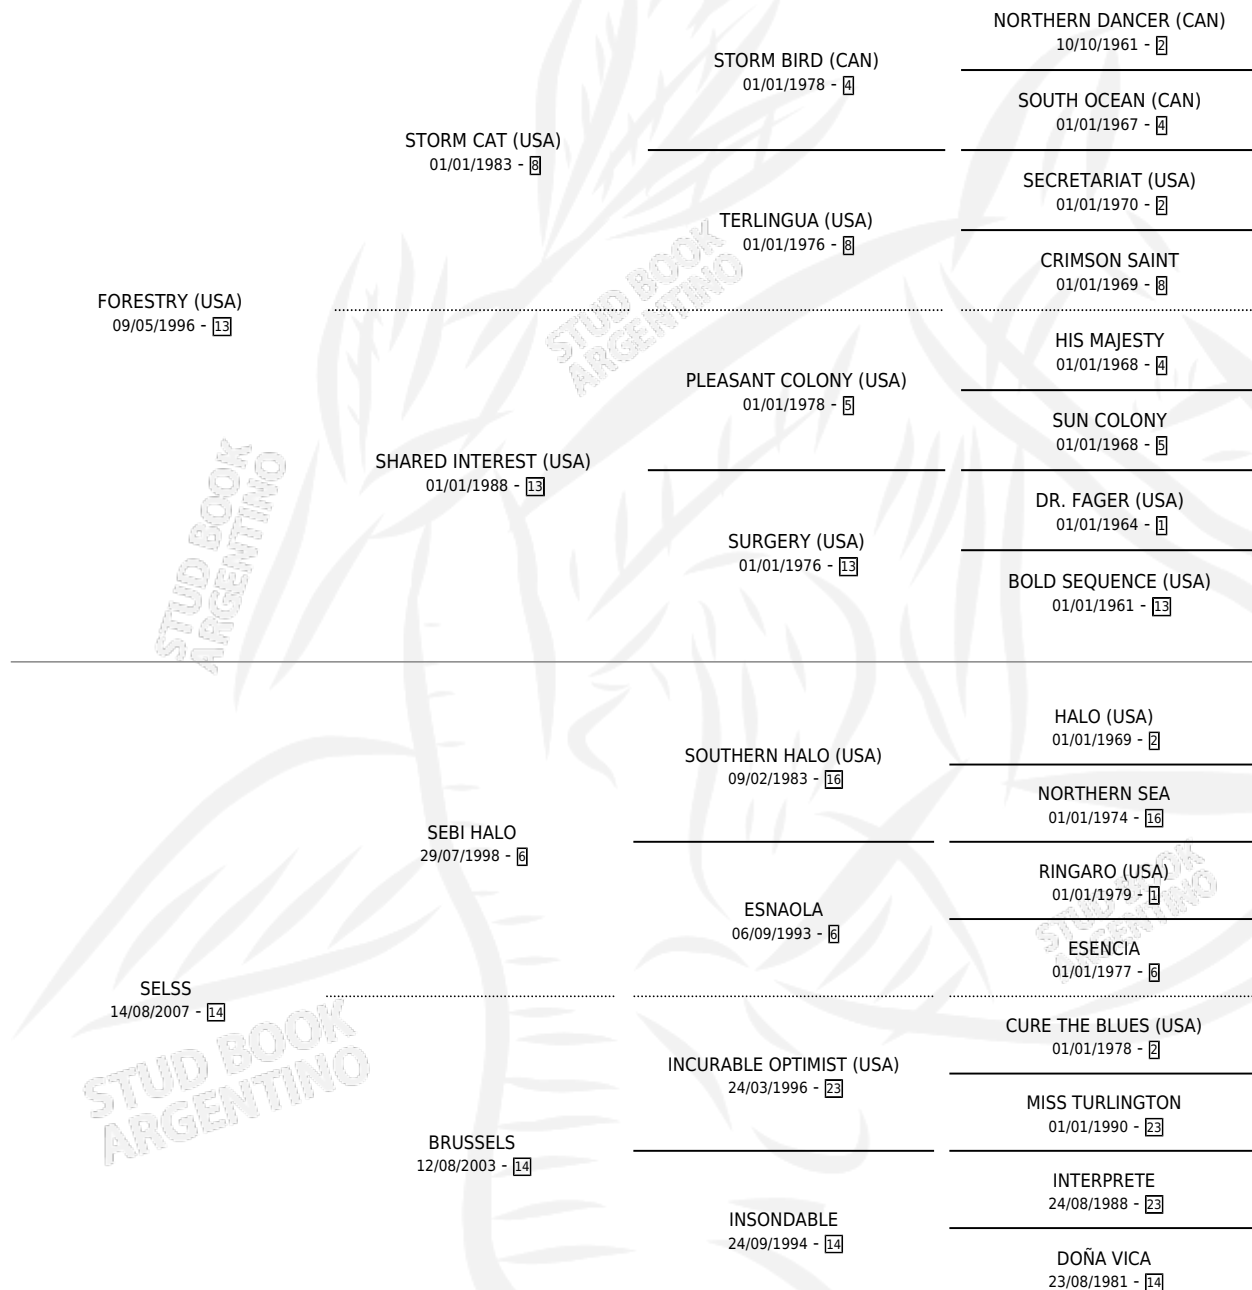 FORESTRY (USA)
09/05/1996 - 13
STORM CAT (USA)
01/01/1983 - 8
SHARED INTEREST (USA)
01/01/1988 - 13
STORM BIRD (CAN)
01/01/1978 - 4
TERLINGUA (USA)
01/01/1976 - 8
PLEASANT COLONY (USA)
01/01/1978 - 5
SURGERY (USA)
01/01/1976 - 13
NORTHERN DANCER (CAN)
10/10/1961 - 2
SOUTH OCEAN (CAN)
01/01/1967 - 4
SECRETARIAT (USA)
01/01/1970 - 2
CRIMSON SAINT
01/01/1969 - 8
HIS MAJESTY
01/01/1968 - 4
SUN COLONY
01/01/1968 - 5
DR. FAGER (USA)
01/01/1964 - 1
BOLD SEQUENCE (USA)
01/01/1961 - 13
SELSS
14/08/2007 - 14
SEBI HALO
29/07/1998 - 6
BRUSSELS
12/08/2003 - 14
SOUTHERN HALO (USA)
09/02/1983 - 16
ESNAOLA
06/09/1993 - 6
INCURABLE OPTIMIST (USA)
24/03/1996 - 23
INSONDABLE
24/09/1994 - 14
HALO (USA)
01/01/1969 - 2
NORTHERN SEA
01/01/1974 - 16
RINGARO (USA)
01/01/1979 - 1
ESENCIA
01/01/1977 - 6
CURE THE BLUES (USA)
01/01/1978 - 2
MISS TURLINGTON
01/01/1990 - 23
INTERPRETE
24/08/1988 - 23
DOÑA VICA
23/08/1981 - 14
STUD BOOK
ARGENTINO
STUD BOOK
ARGENTINO
STUD BOOK
ARGENTINO
STUD BOOK
ARGENTINO